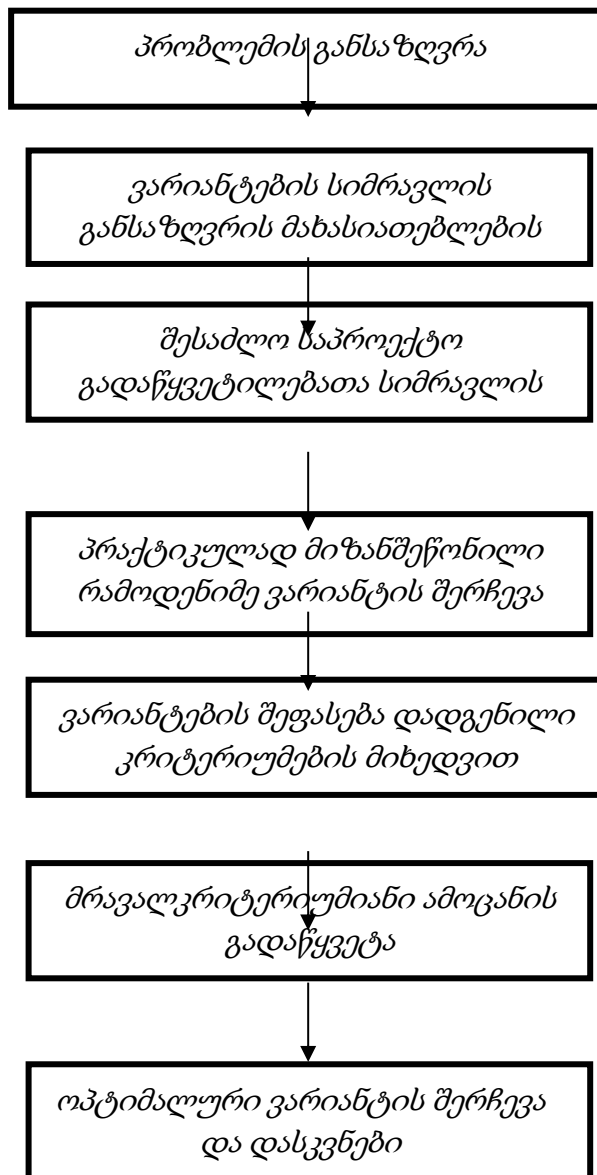 პრობლემის განსაზღვრა
ვარიანტების სიმრავლის
განსაზღვრის მახასიათებლების
შესაძლო საპროექტო
გადაწყვეტილებათა სიმრავლის
პრაქტიკულად მიზანშეწონილი
რამოდენიმე ვარიანტის შერჩევა
ვარიანტების შეფასება დადგენილი
კრიტერიუმების მიხედვით
მრავალკრიტერიუმიანი ამოცანის
გადაწყვეტა
ოპტიმალური ვარიანტის შერჩევა
და დასკვნები